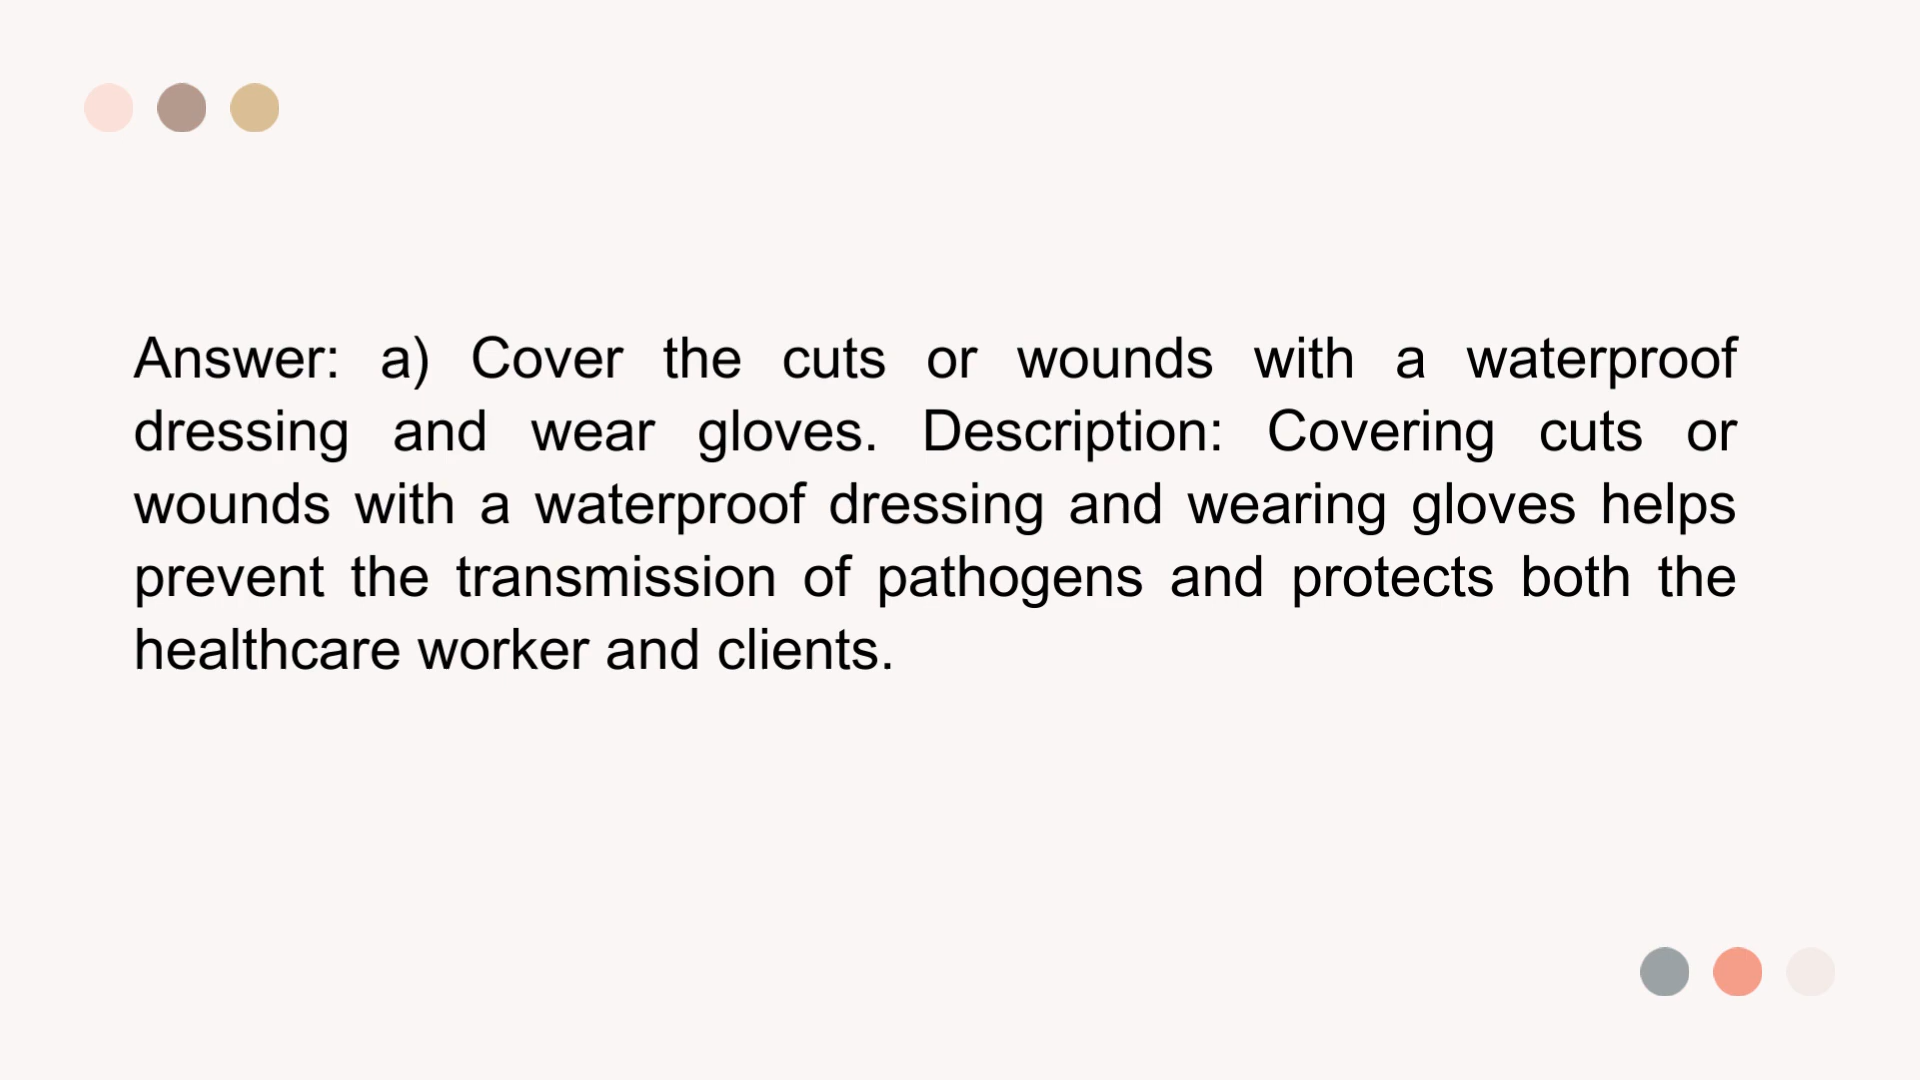 Answer: a) Cover the cuts or wounds with a waterproof
dressing and wear gloves. Description: Covering cuts or
wounds with a waterproof dressing and wearing gloves helps
prevent the transmission of pathogens and protects both the
healthcare worker and clients.